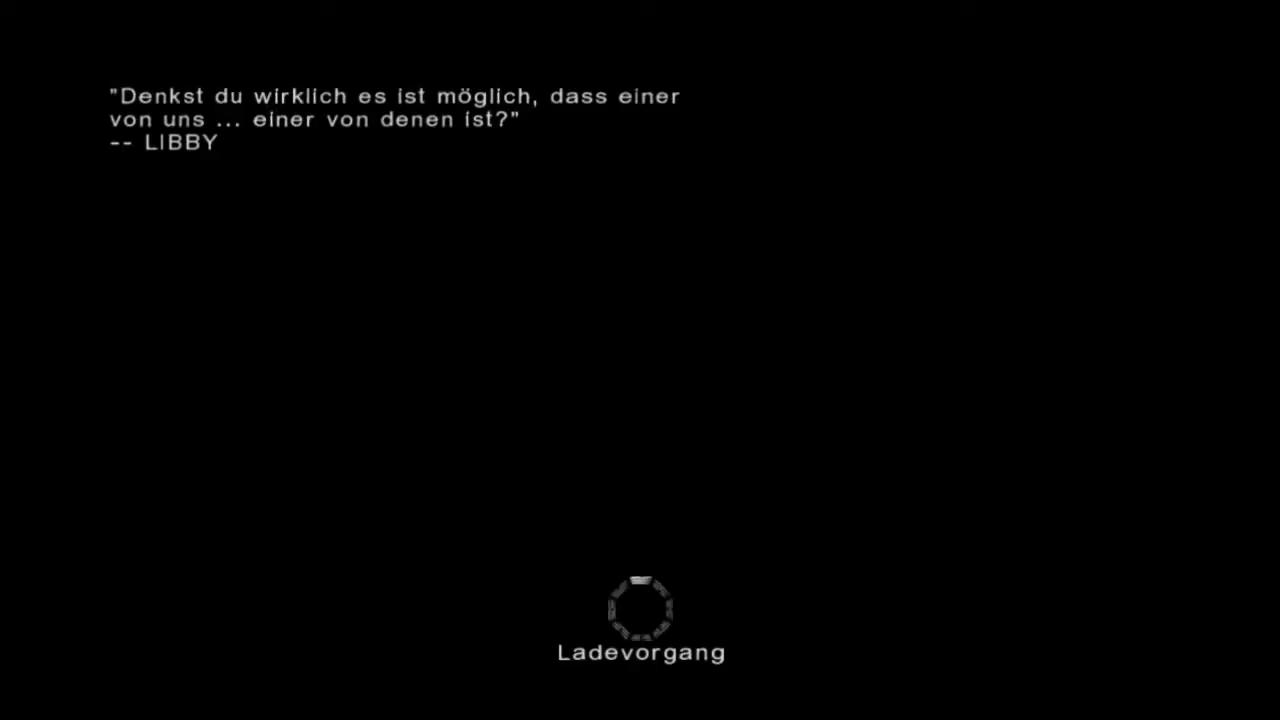 "Denkst du wirklich es ist möglich, dass einer
von uns ... einer von denen ist?"
-- LIBBY
Ladevorgang